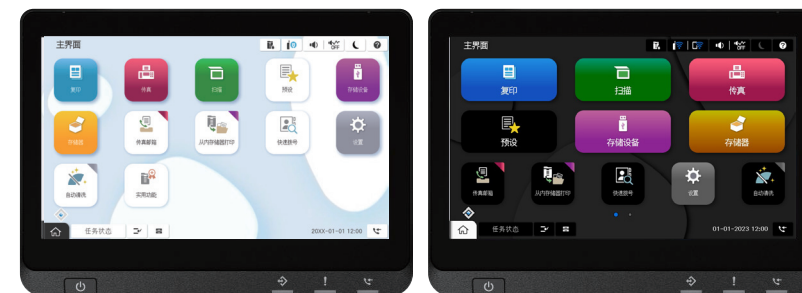 主界面
OFF
复印
传真
扫描
预设
存储设备
存储器
传真邮箱
从内存储器打印
快速拨号
设置
自动清洗
实用功能
任务状态
20XX-01-01 12:00
主界面
OFF
复印
扫描
传真
预设
存储设备
存储器
传真邮箱
从内存储器打印
快速拨号
设置
自动清洗
任务状态
01-01-2023 12:00